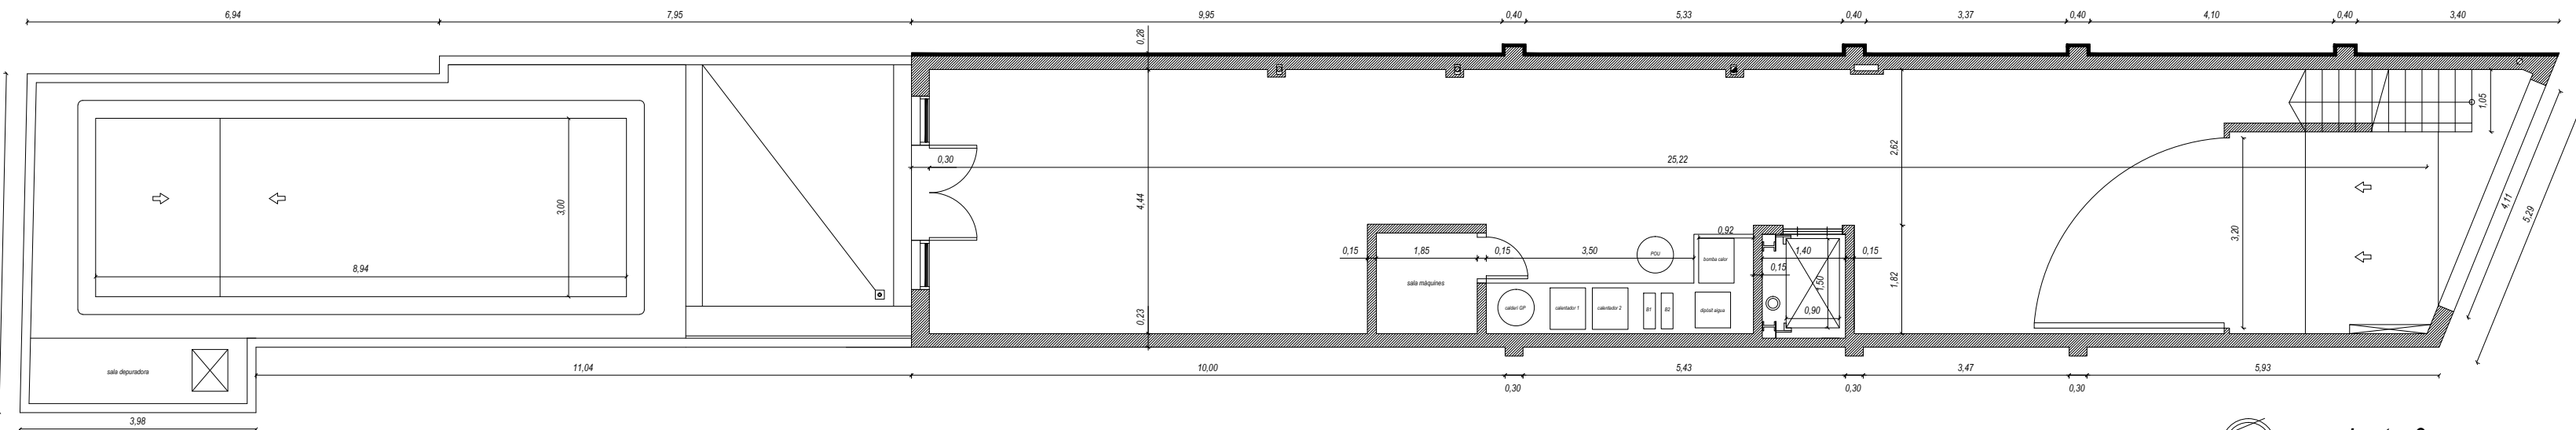 6,94 7,95 9,95 0,40 5,33 0,40 3,37 0,40 4,10 0,40 3,40
0,28
1,05
0,30 25,22 2,62
3,00 4,44 4,11 5,29
3,20
0,92
0,15 1,85 0,15 3,50 POU 1,40 0,15
bomba calor
8,94 0,15
sala màquines 1,50 1,82
calderi GP calentador 1 calentador 2 B1 B2 diposit aigua 0,90
0,23
sala depuradora 11,04 10,00 5,43 3,47 5,93
0,30 0,30 0,30
3,98